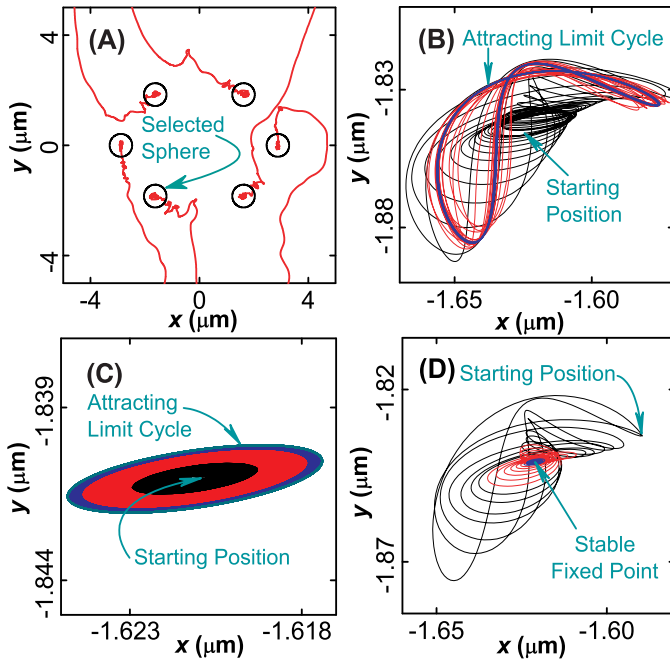 (A)
4
0
-4
y (μm)
Selected
Sphere
-4
0
4
x (μm)
(B)
Attracting Limit Cycle
-1.83
-1.88
y (μm)
Starting
Position
-1.65
-1.60
x (μm)
(C)
-1.839
-1.844
y (μm)
Attracting
Limit Cycle
Starting Position
-1.623
-1.618
x (μm)
(D)
-1.82
-1.87
y (μm)
Starting
Position
Stable
Fixed Point
-1.65
-1.60
x (μm)